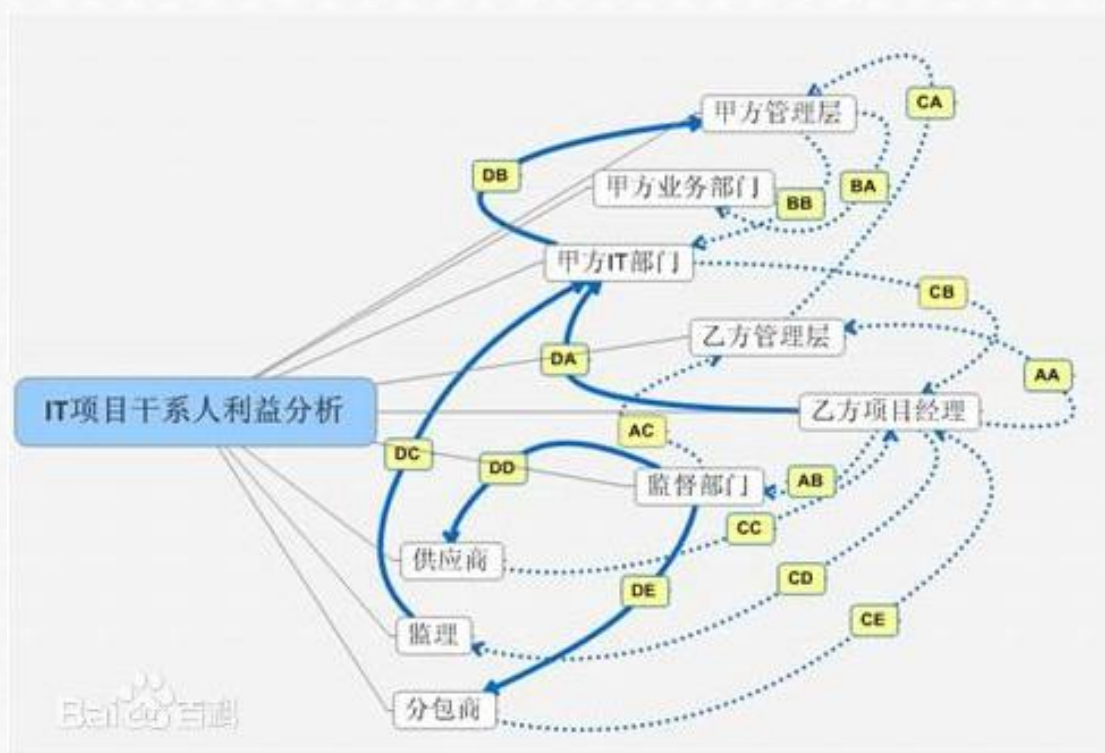 甲方管理层
CA
DB
甲方业务部门
BA
BB
甲方IT部门
CB
乙方管理层
DA
AA
IT项目干系人利益分析
乙方项目经理
AC
DC
DD
监督部门
AB
CC
供应商
CD
DE
CE
监理
分包商
Baidu百科